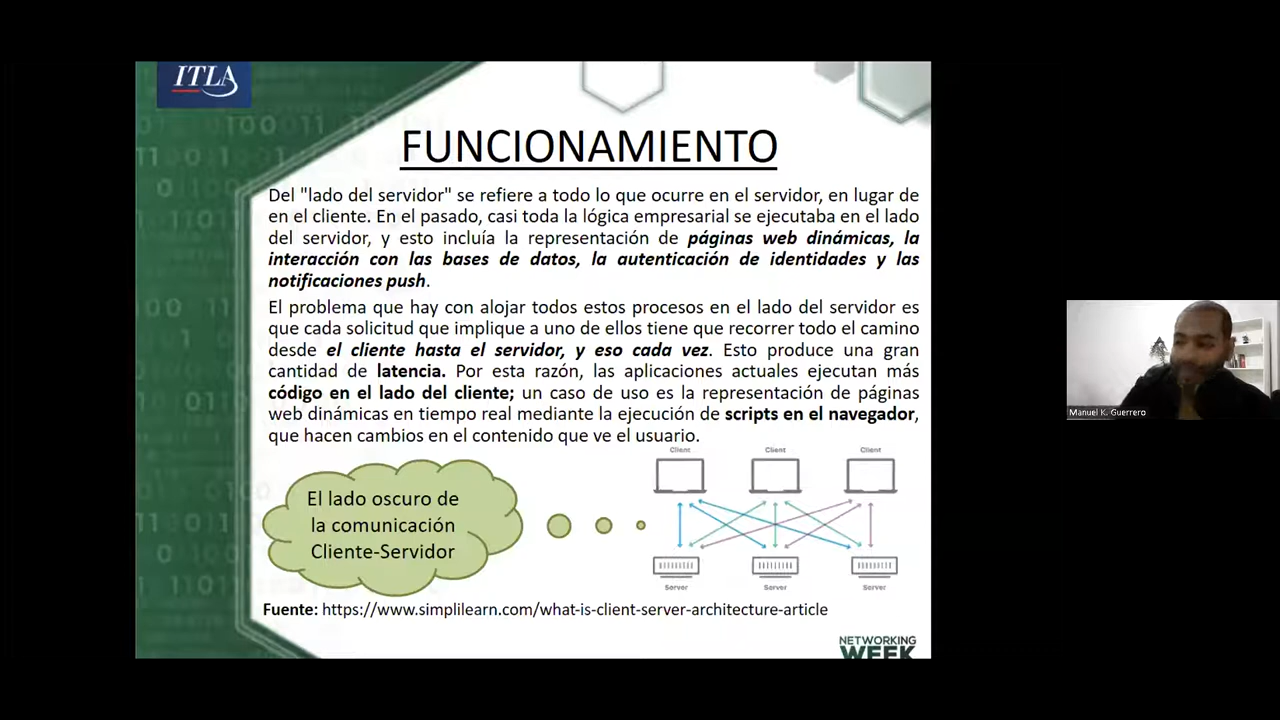 ITLA
FUNCIONAMIENTO
Del "lado del servidor" se refiere a todo lo que ocurre en el servidor, en lugar de
en el cliente. En el pasado, casi toda la lógica empresarial se ejecutaba en el lado
del servidor, y esto incluía la representación de páginas web dinámicas, la
interacción con las bases de datos, la autenticación de identidades y las
notificaciones push.
El problema que hay con alojar todos estos procesos en el lado del servidor es
que cada solicitud que implique a uno de ellos tiene que recorrer todo el camino
desde el cliente hasta el servidor, y eso cada vez. Esto produce una gran
cantidad de latencia. Por esta razón, las aplicaciones actuales ejecutan más
código en el lado del cliente; un caso de uso es la representación de páginas
web dinámicas en tiempo real mediante la ejecución de scripts en el navegador,
que hacen cambios en el contenido que ve el usuario.
Client Client Client
El lado oscuro de
la comunicación
Cliente-Servidor
Server Server Server
Fuente: https://www.simplilearn.com/what-is-client-server-architecture-article
NETWORKING
WEEK
Manuel K. Guerrero